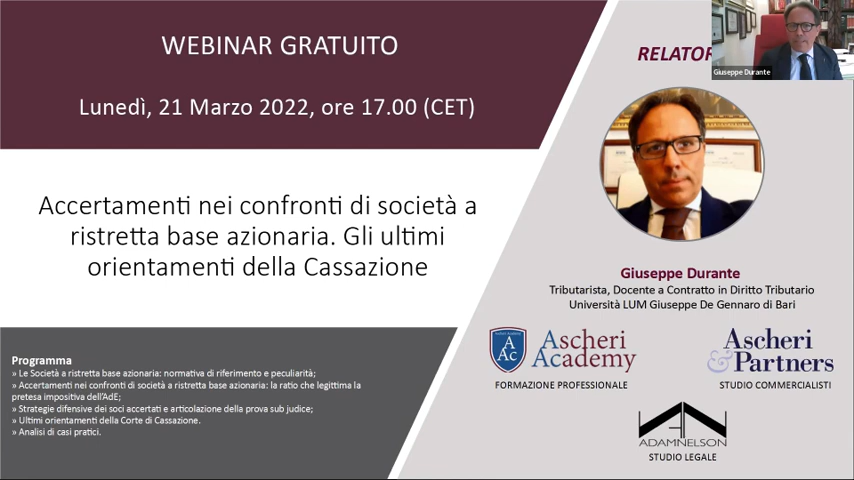 WEBINAR GRATUITO
Lunedì, 21 Marzo 2022, ore 17.00 (CET)
Accertamenti nei confronti di società a
ristretta base azionaria. Gli ultimi
orientamenti della Cassazione
Programma
» Le Società a ristretta base azionaria: normativa di riferimento e peculiarità;
» Accertamenti nei confronti di società a ristretta base azionaria: la ratio che legittima la
pretesa impositiva dell'AdE;
» Strategie difensive dei soci accertati e articolazione della prova sub judice;
» Ultimi orientamenti della Corte di Cassazione.
» Analisi di casi pratici.
RELATOR
Giuseppe Durante
Giuseppe Durante
Tributarista, Docente a Contratto in Diritto Tributario
Università LUM Giuseppe De Gennaro di Bari
A
Ac
Ascheri
Academy
FORMAZIONE PROFESSIONALE
Ascheri
& Partners
STUDIO COMMERCIALISTI
ADAMNELSON
STUDIO LEGALE